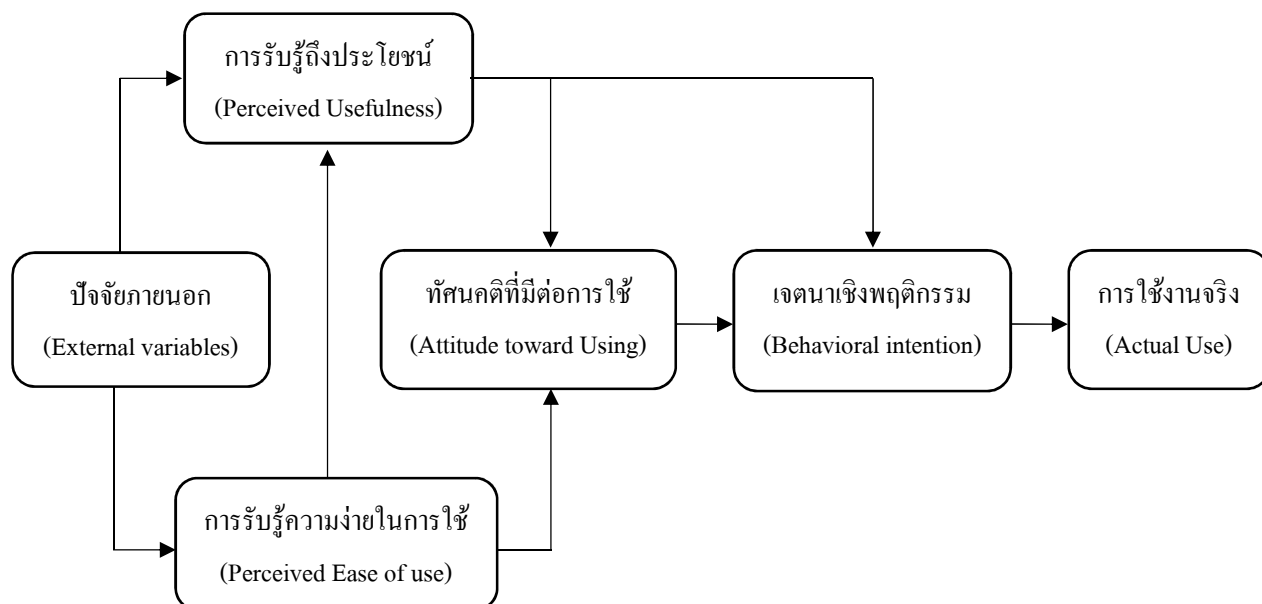 การรับรู้ถึงประโยชน์
(Perceived Usefulness)
ปัจจัยภายนอก
(External variables)
ทัศนคติที่มีต่อการใช้
(Attitude toward Using)
เจตนาเชิงพฤติกรรม
(Behavioral intention)
การใช้งานจริง
(Actual Use)
การรับรู้ความง่ายในการใช้
(Perceived Ease of use)